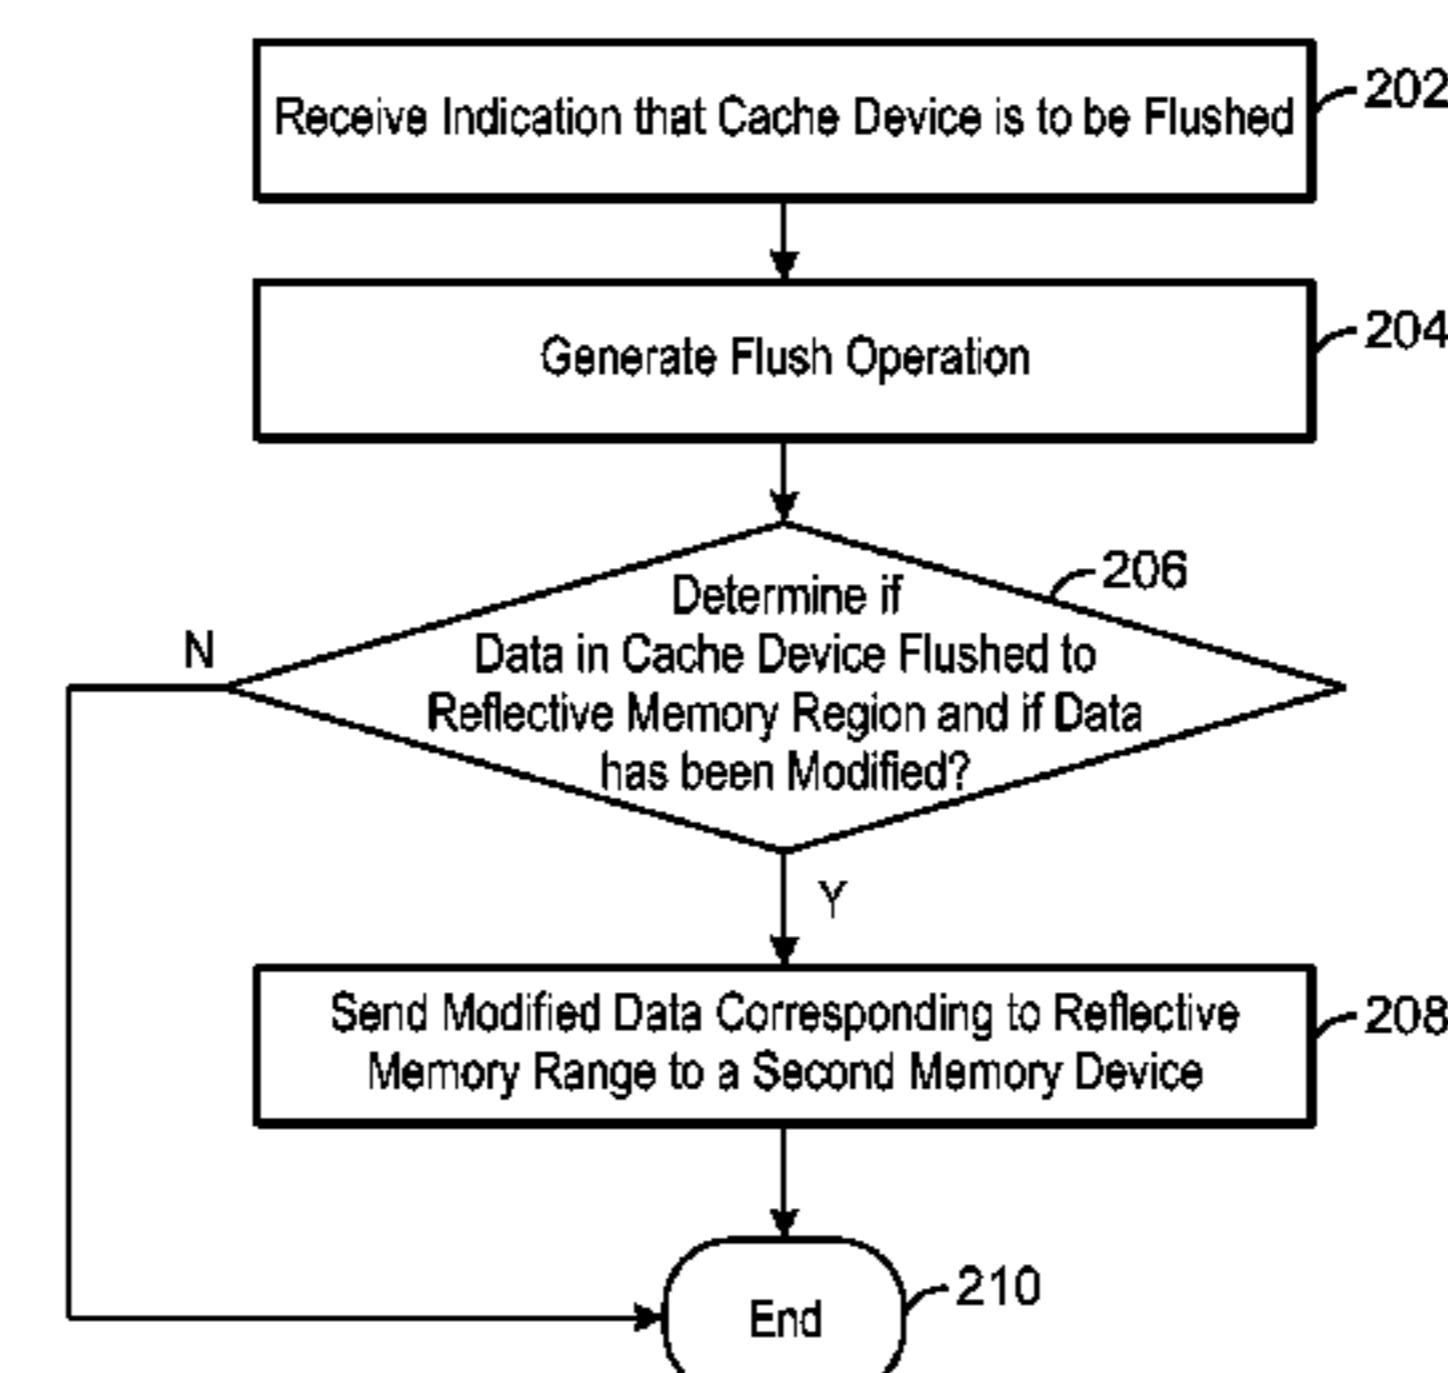 Receive Indication that Cache Device is to be Flushed
202
Generate Flush Operation
204
206
Determine if
Data in Cache Device Flushed to
Reflective Memory Region and if Data
has been Modified?
N
Y
Send Modified Data Corresponding to Reflective
Memory Range to a Second Memory Device
208
End
210